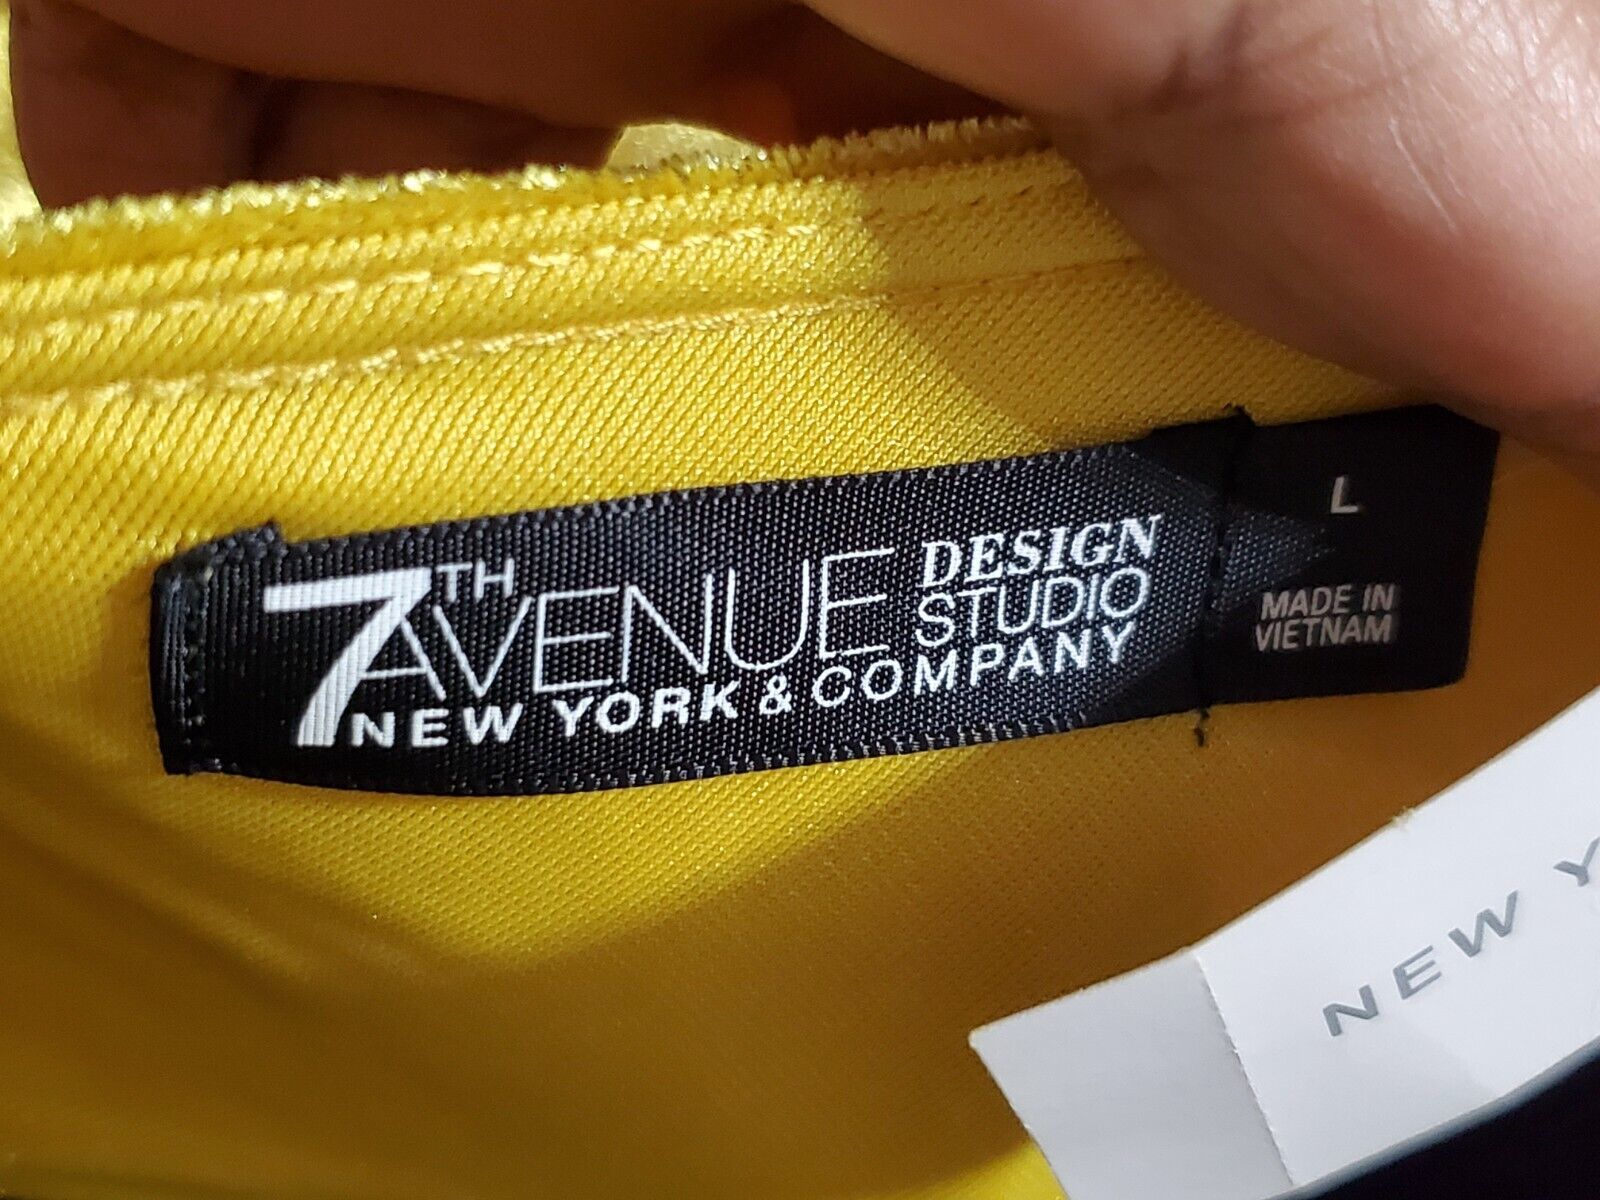 7TH AVENUE DESIGN STUDIO
NEW YORK & COMPANY
L
MADE IN
VIETNAM
NEW Y